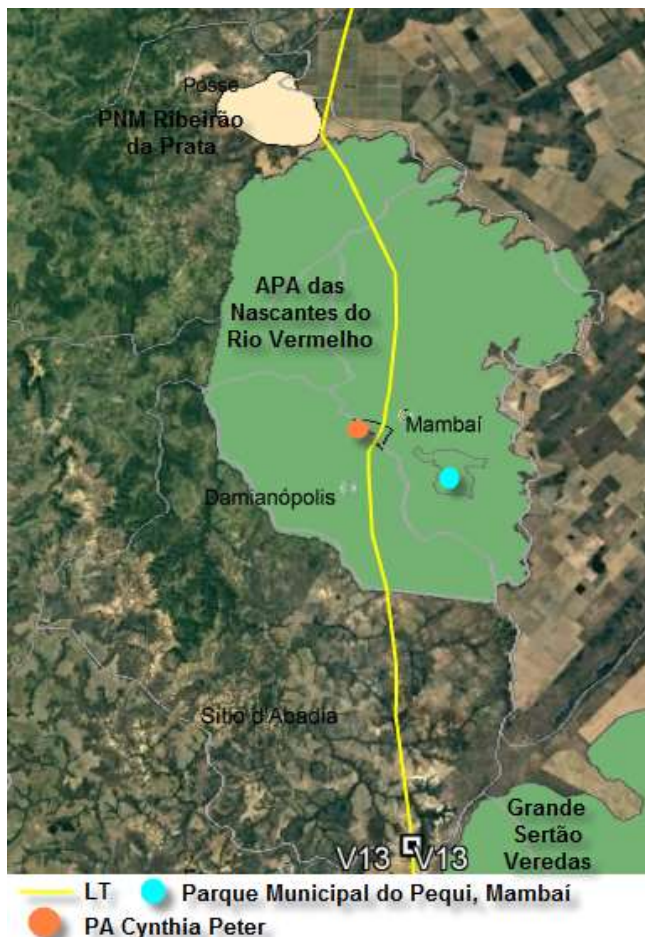 Posse
PNM Ribeirão
da Prata
APA das
Nascantes do
Rio Vermelho
Mambaí
Damianópolis
Sítio d'Abadia
Grande
Sertão
Veredas
V13 V13
LT
Parque Municipal do Pequi, Mambaí
PA Cynthia Peter